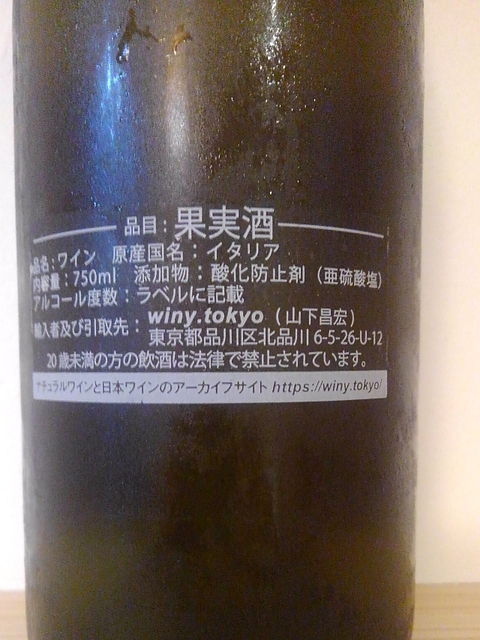 品目：果実酒
品名：ワイン 原産国名：イタリア
内容量：750ml 添加物：酸化防止剤（亜硫酸塩）
アルコール度数：ラベルに記載
輸入者及び引取先：winy.tokyo（山下昌宏）
東京都品川区北品川 6-5-26-U-12
20歳未満の方の飲酒は法律で禁止されています。
ナチュラルワインと日本ワインのアーカイブサイト https://winy.tokyo/